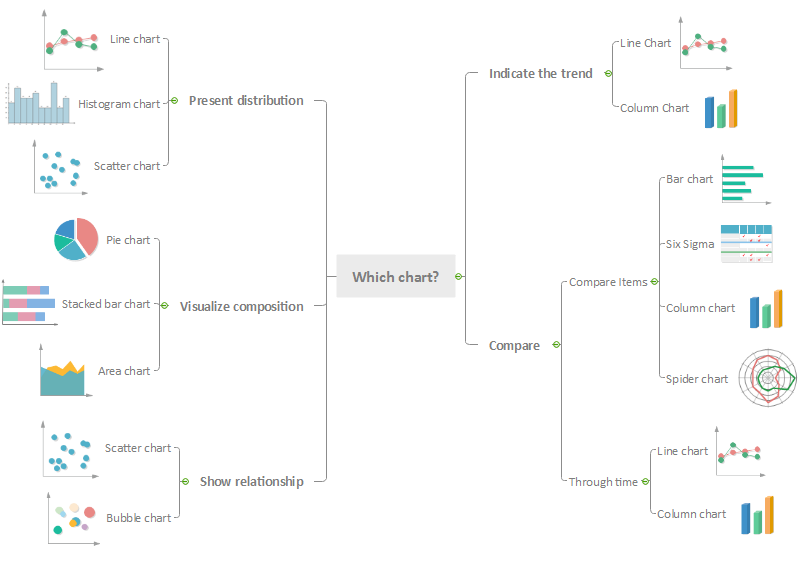 Which chart?
Present distribution
Line chart
Histogram chart
Scatter chart
Visualize composition
Pie chart
Stacked bar chart
Area chart
Show relationship
Scatter chart
Bubble chart
Indicate the trend
Line Chart
Column Chart
Compare
Compare Items
Bar chart
Six Sigma
Column chart
Spider chart
Through time
Line chart
Column chart